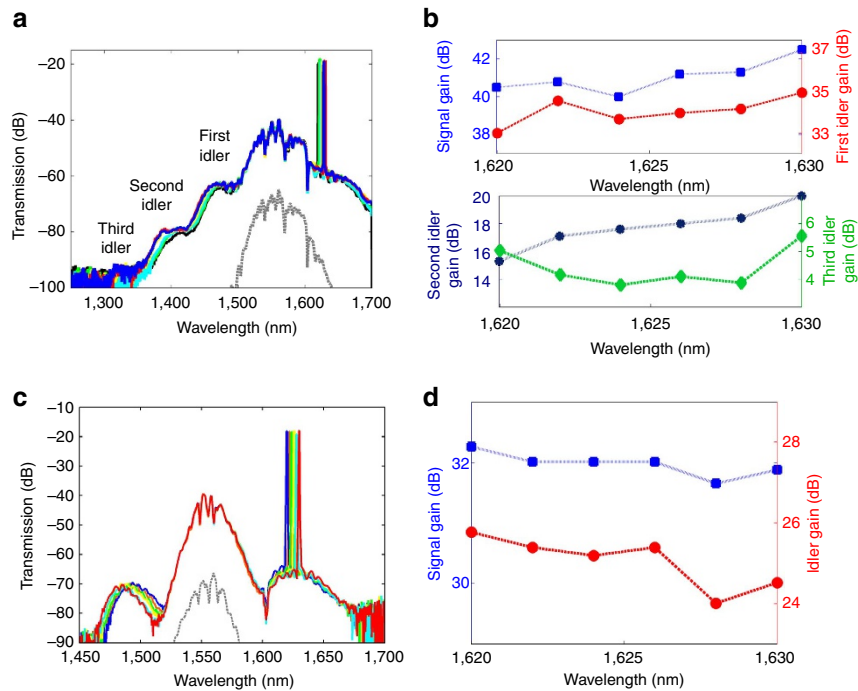 a
−20
−40
−60
−80
−100
Transmission (dB)
First
idler
Second
idler
Third
idler
1,300
1,400
1,500
1,600
1,700
Wavelength (nm)
b
42
40
38
Signal gain (dB)
37
35
33
First idler gain (dB)
1,620
1,625
1,630
Wavelength (nm)
20
18
16
14
Second idler
gain (dB)
6
5
4
Third idler
gain (dB)
1,620
1,625
1,630
Wavelength (nm)
c
−10
−20
−30
−40
−50
−60
−70
−80
−90
Transmission (dB)
1,450
1,500
1,550
1,600
1,650
1,700
Wavelength (nm)
d
32
30
Signal gain (dB)
28
26
24
Idler gain (dB)
1,620
1,625
1,630
Wavelength (nm)